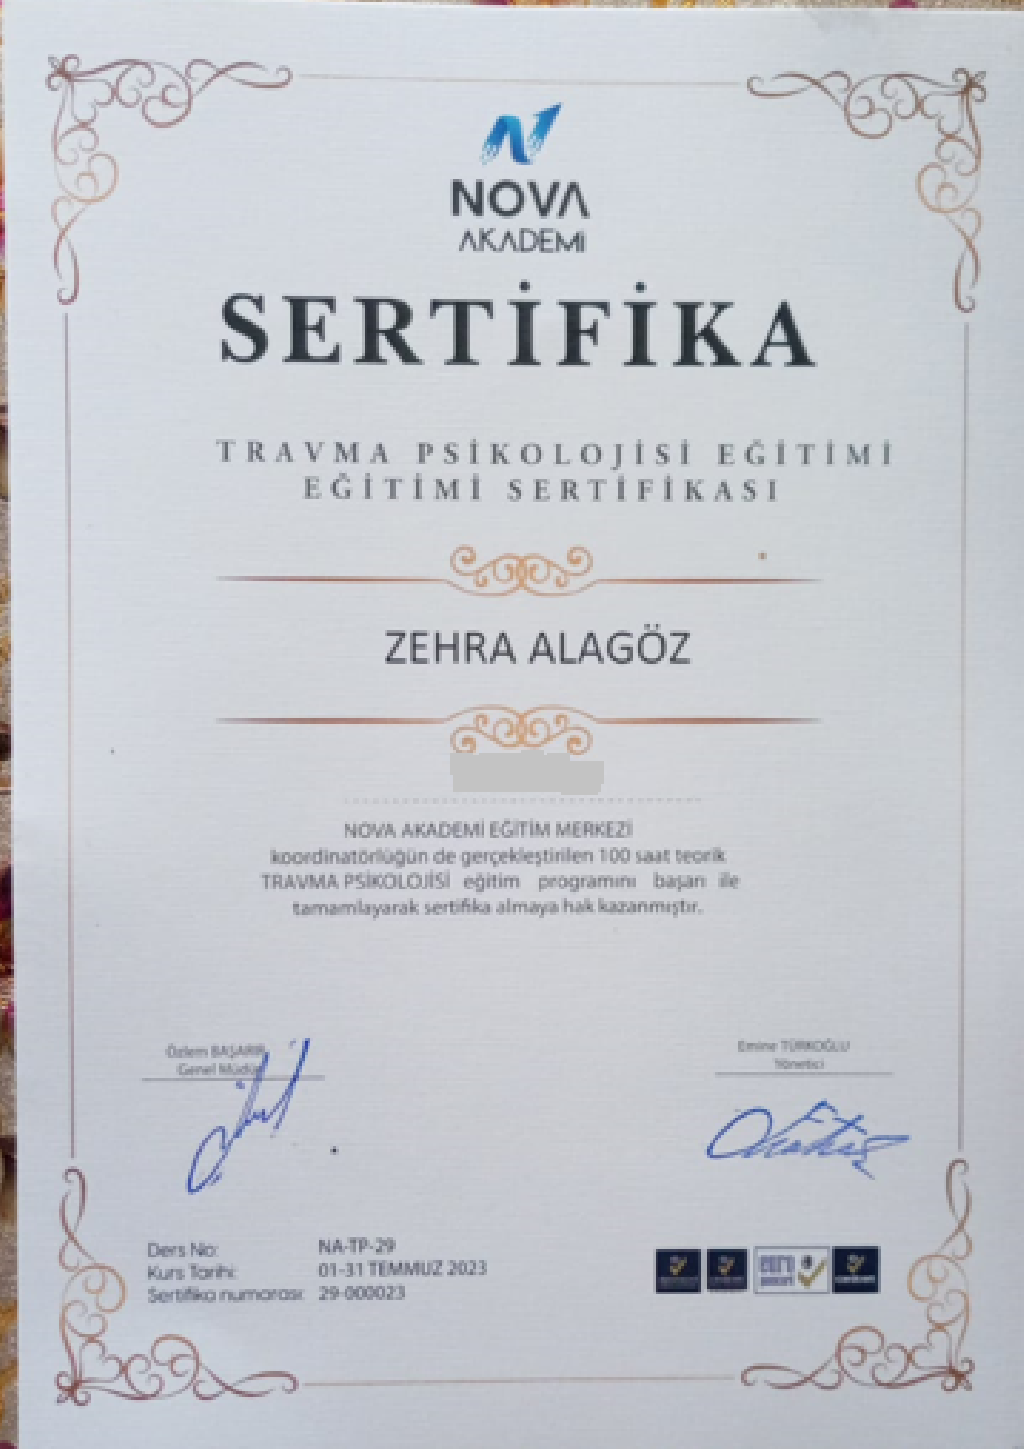 NOVA
AKADEMİ
SERTİFİKA
TRAVMA PSİKOLOJİSİ EĞİTİMİ
EĞİTİMİ SERTİFİKASI
ZEHRA ALAGÖZ
NOVA AKADEMİ EĞİTİM MERKEZİ
koordinatörlüğün de gerçekleştirilen 100 saat teorik
TRAVMA PSİKOLOJİSİ eğitim programını başarı ile
tamamlayarak sertifika almaya hak kazanmıştır.
Özlem BAŞARIR
Genel Müdür
Emine TÜRKOĞLU
Yönetici
Ders No: NA-TP-29
Kurs Tarihi: 01-31 TEMMUZ 2023
Sertifika numarası: 29-000023
euro